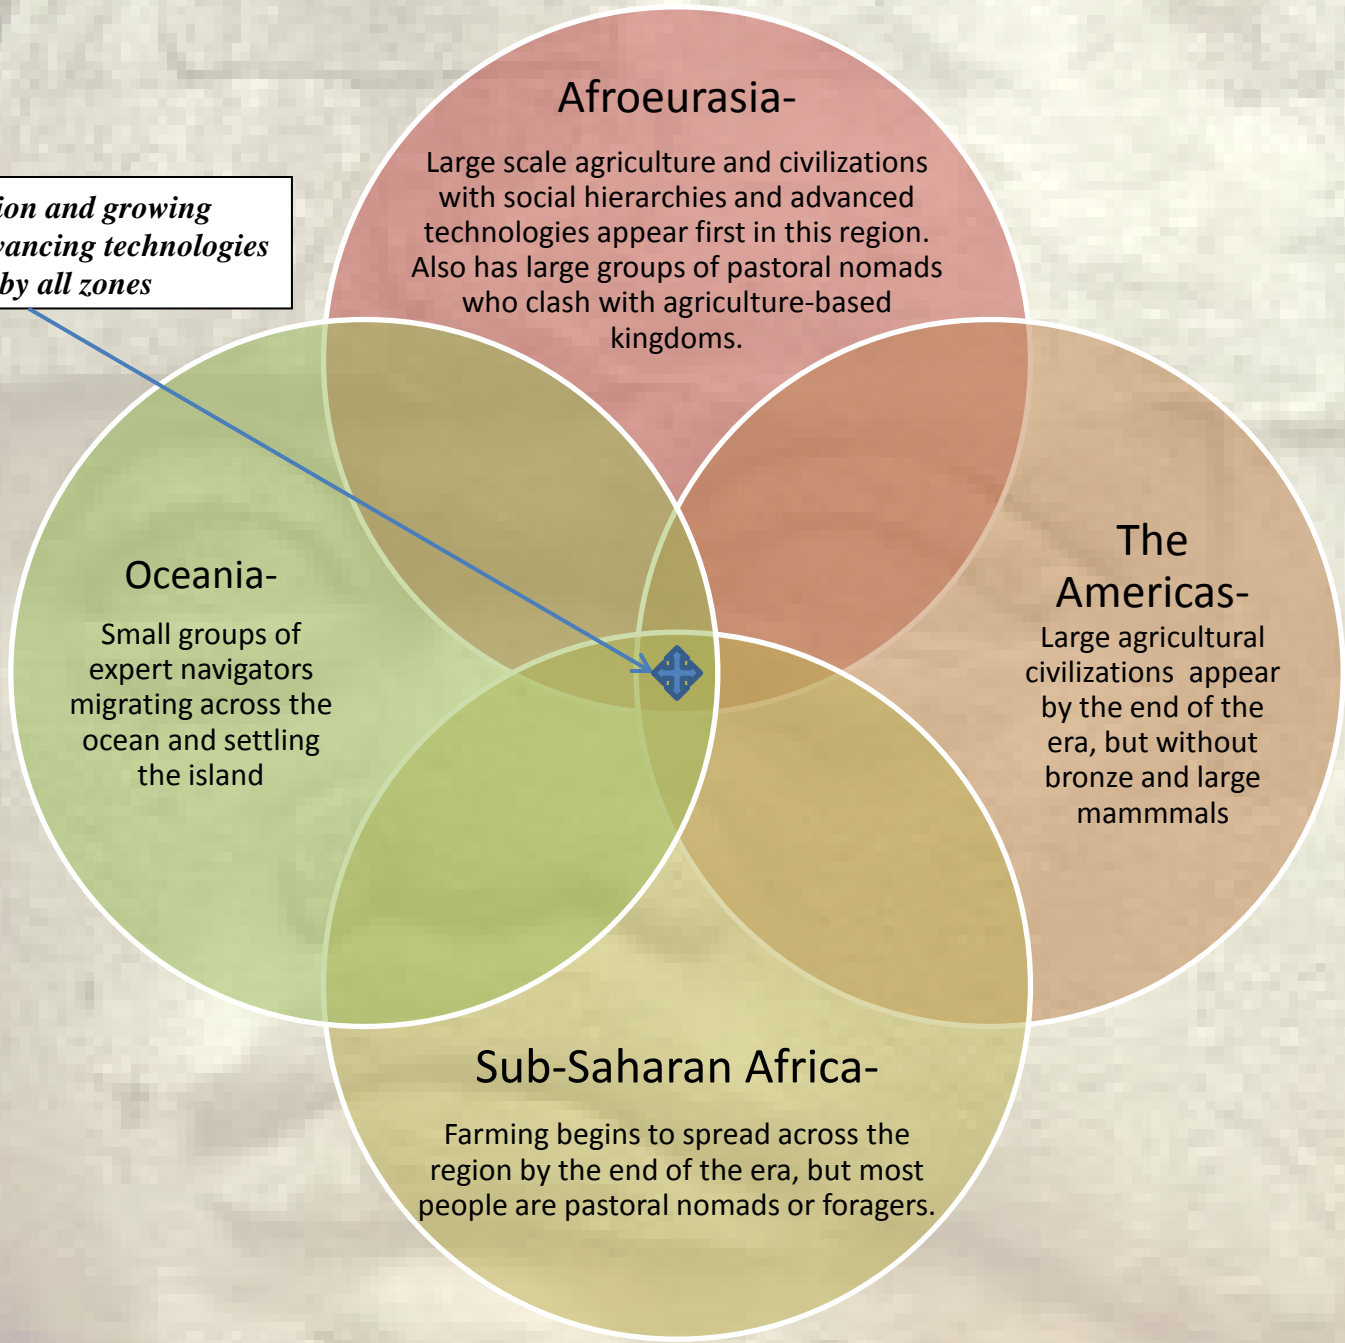 Afroeurasia-
Large scale agriculture and civilizations
with social hierarchies and advanced
technologies appear first in this region.
Also has large groups of pastoral nomads
who clash with agriculture-based
kingdoms.
and growing
technologies
by all zones
Oceania-
Small groups of
expert navigators
migrating across the
ocean and settling
the island
The
Americas-
Large agricultural
civilizations appear
by the end of the
era, but without
bronze and large
mammmals
Sub-Saharan Africa-
Farming begins to spread across the
region by the end of the era, but most
people are pastoral nomads or foragers.